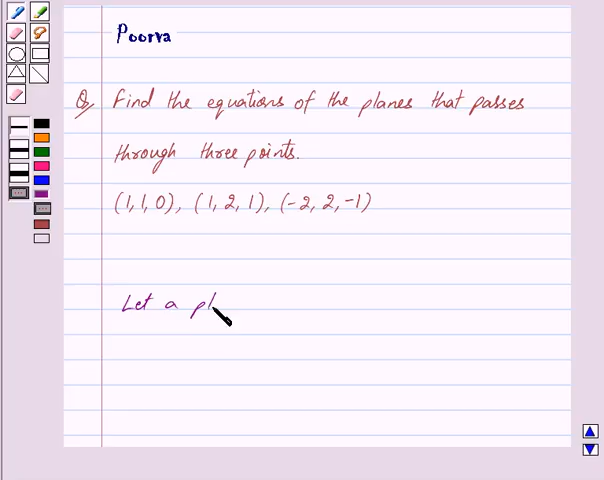 Poorva
Q/ Find the equations of the planes that passes
through three points.
(1, 1, 0), (1, 2, 1), (-2, 2, -1)
Let a pl